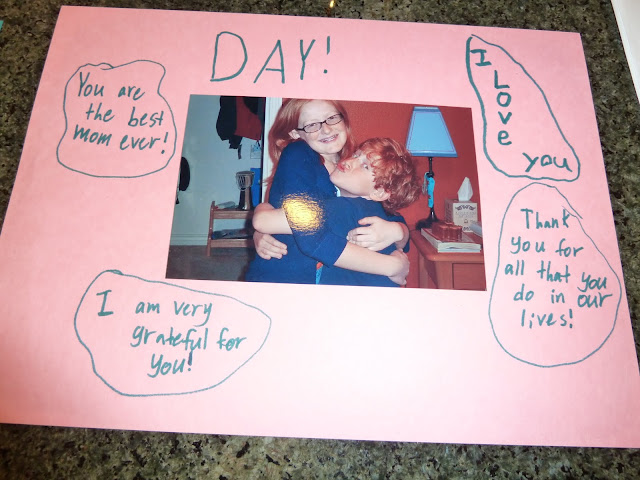 DAY!
You are
the best
mom ever!
I
Love
you
Thank
you for
all that you
do in our
lives!
I am very
grateful for
you!